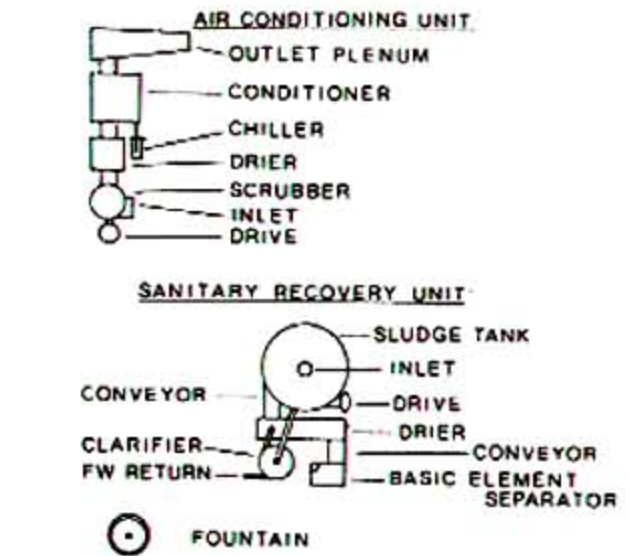 AIR CONDITIONING UNIT
OUTLET PLENUM
CONDITIONER
CHILLER
DRIER
SCRUBBER
INLET
DRIVE
SANITARY RECOVERY UNIT
SLUDGE TANK
INLET
CONVEYOR
DRIVE
DRIER
CLARIFIER
CONVEYOR
FW RETURN
BASIC ELEMENT
SEPARATOR
FOUNTAIN